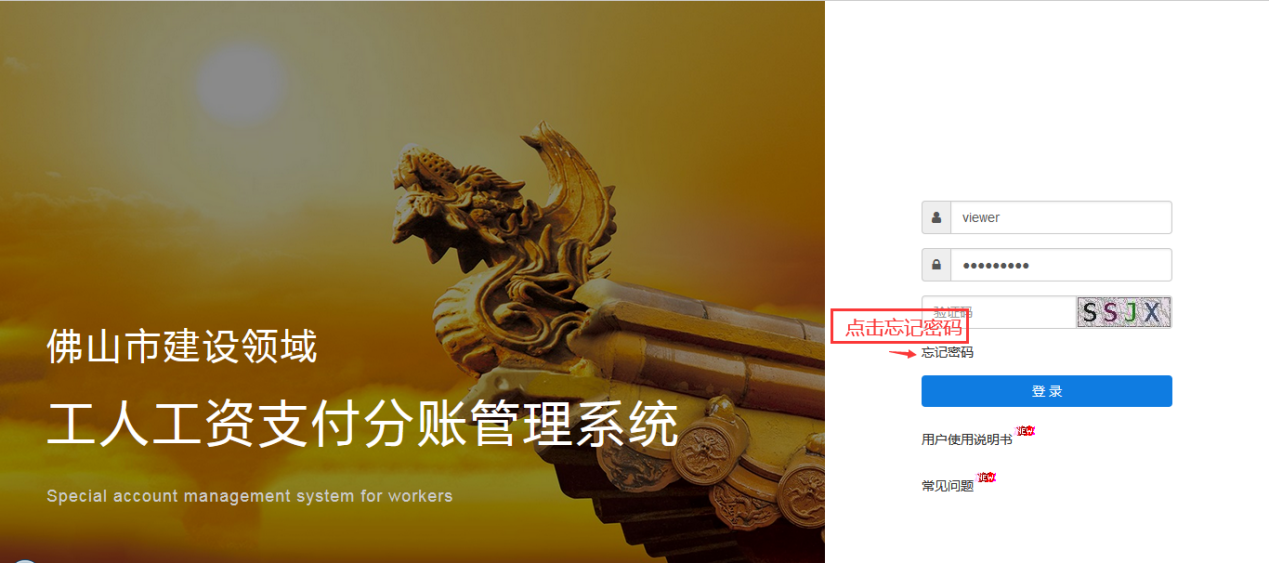 佛山市建设领域
工人工资支付分账管理系统
Special account management system for workers
viewer
验证码
SSJX
点击忘记密码
忘记密码
登录
用户使用说明书 NEW
常见问题 NEW